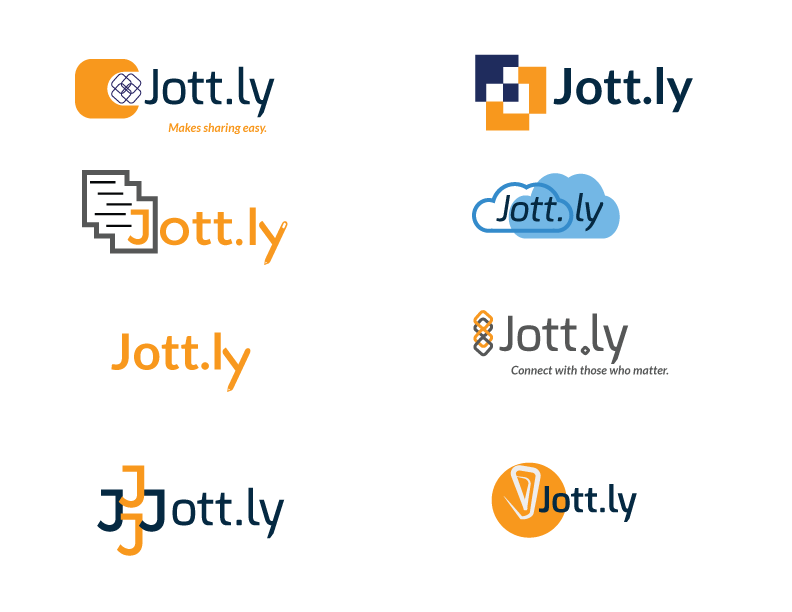 Jott.ly
Makes sharing easy.
Jott.ly
Jott.ly
Jott. ly
Jott.ly
Jott.ly
Connect with those who matter.
J
J J ott.ly
J
Jott.ly